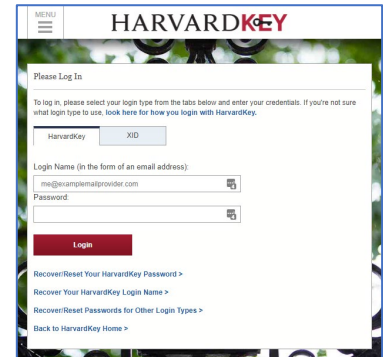 MENU
HARVARDKEY
Please Log In
To log in, please select your login type from the tabs below and enter your credentials. If you're not sure
what login type to use, look here for how you login with HarvardKey.
HarvardKey XID
Login Name (in the form of an email address):
me@exampleemailprovider.com
Password:
Login
Recover/Reset Your HarvardKey Password >
Recover Your HarvardKey Login Name >
Recover/Reset Passwords for Other Login Types >
Back to HarvardKey Home >